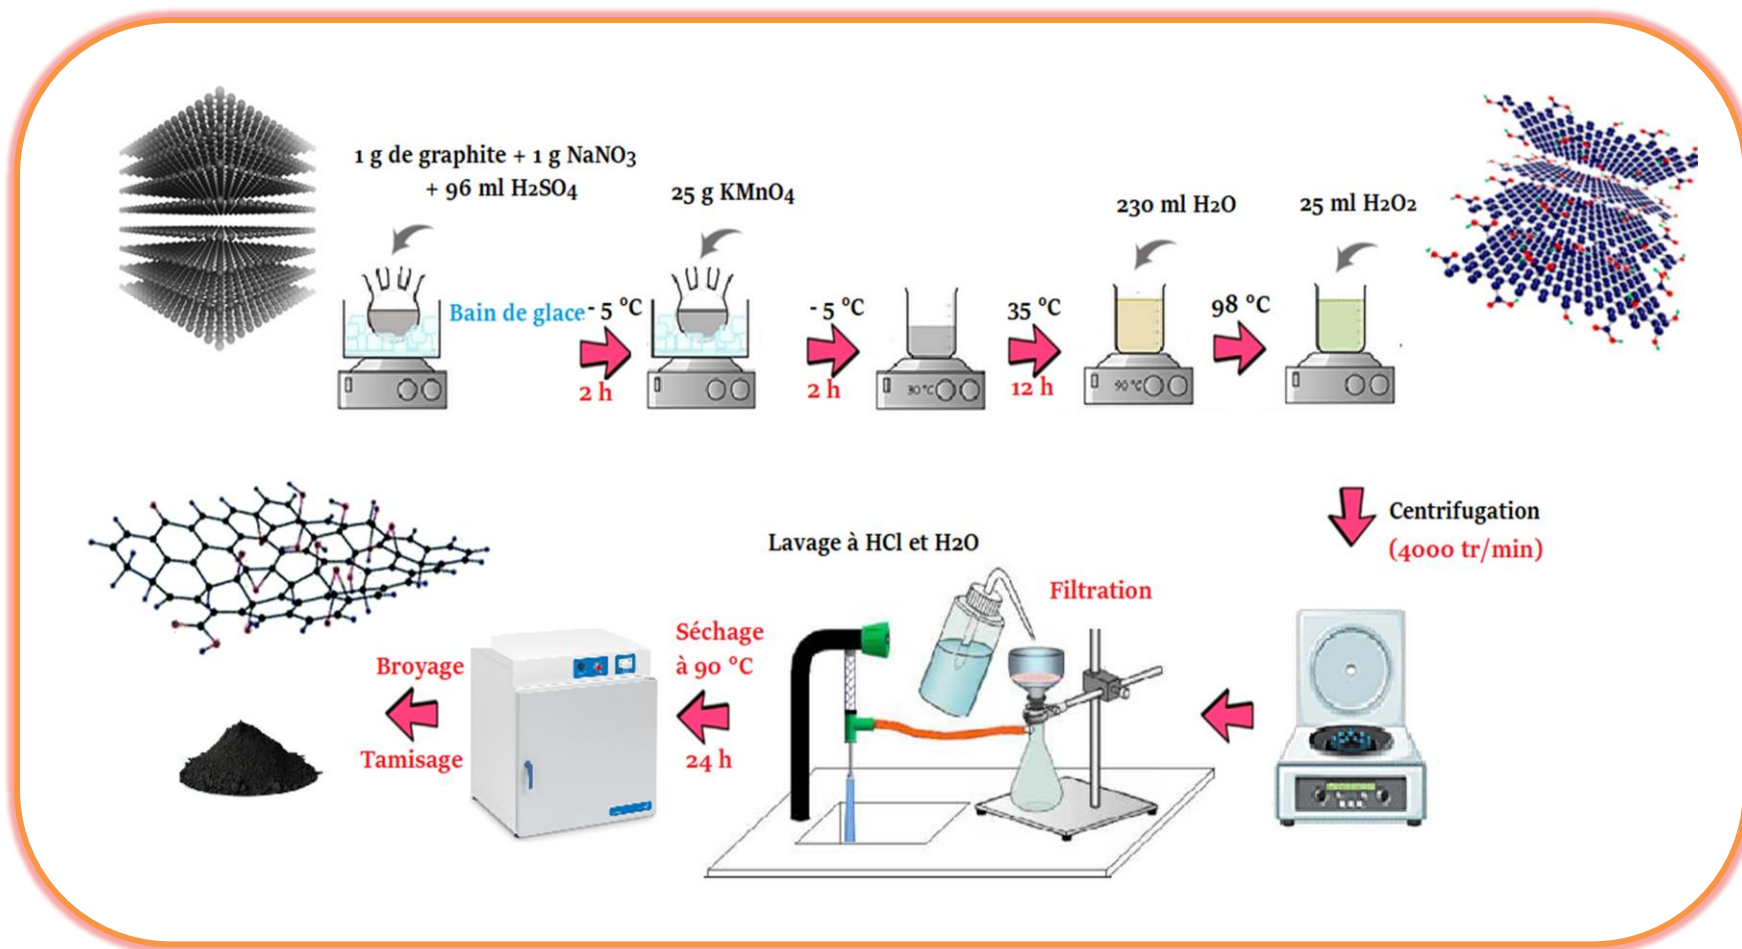 1 g de graphite + 1 g NaNO3
+ 96 ml H2SO4
25 g KMnO4
230 ml H2O
25 ml H2O2
Bain de glace
- 5 °C
- 5 °C
35 °C
98 °C
2 h
2 h
30 °C
12 h
90 °C
Centrifugation
(4000 tr/min)
Lavage à HCl et H2O
Filtration
Séchage
à 90 °C
24 h
Broyage
Tamisage